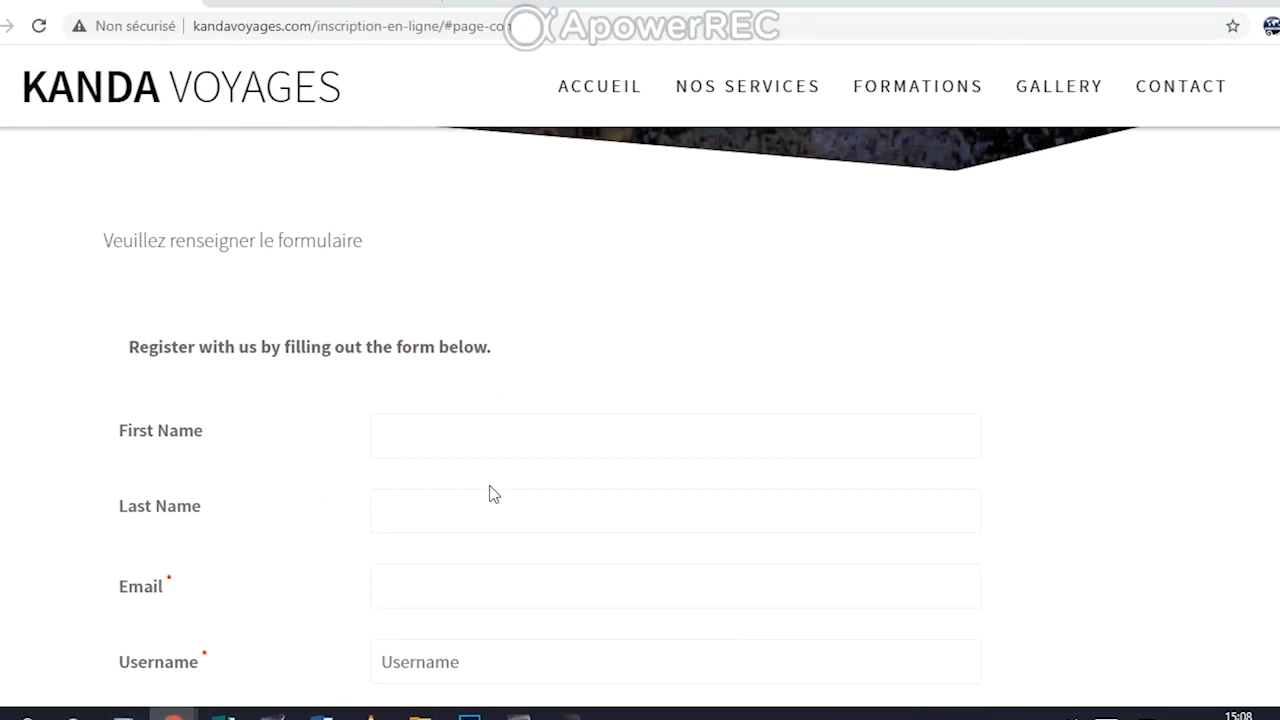 Non sécurisé kandavoyages.com/inscription-en-ligne/#page-con
ApowerREC
KANDA VOYAGES
ACCUEIL NOS SERVICES FORMATIONS GALLERY CONTACT
Veuillez renseigner le formulaire
Register with us by filling out the form below.
First Name
Last Name
Email *
Username * Username
15:08